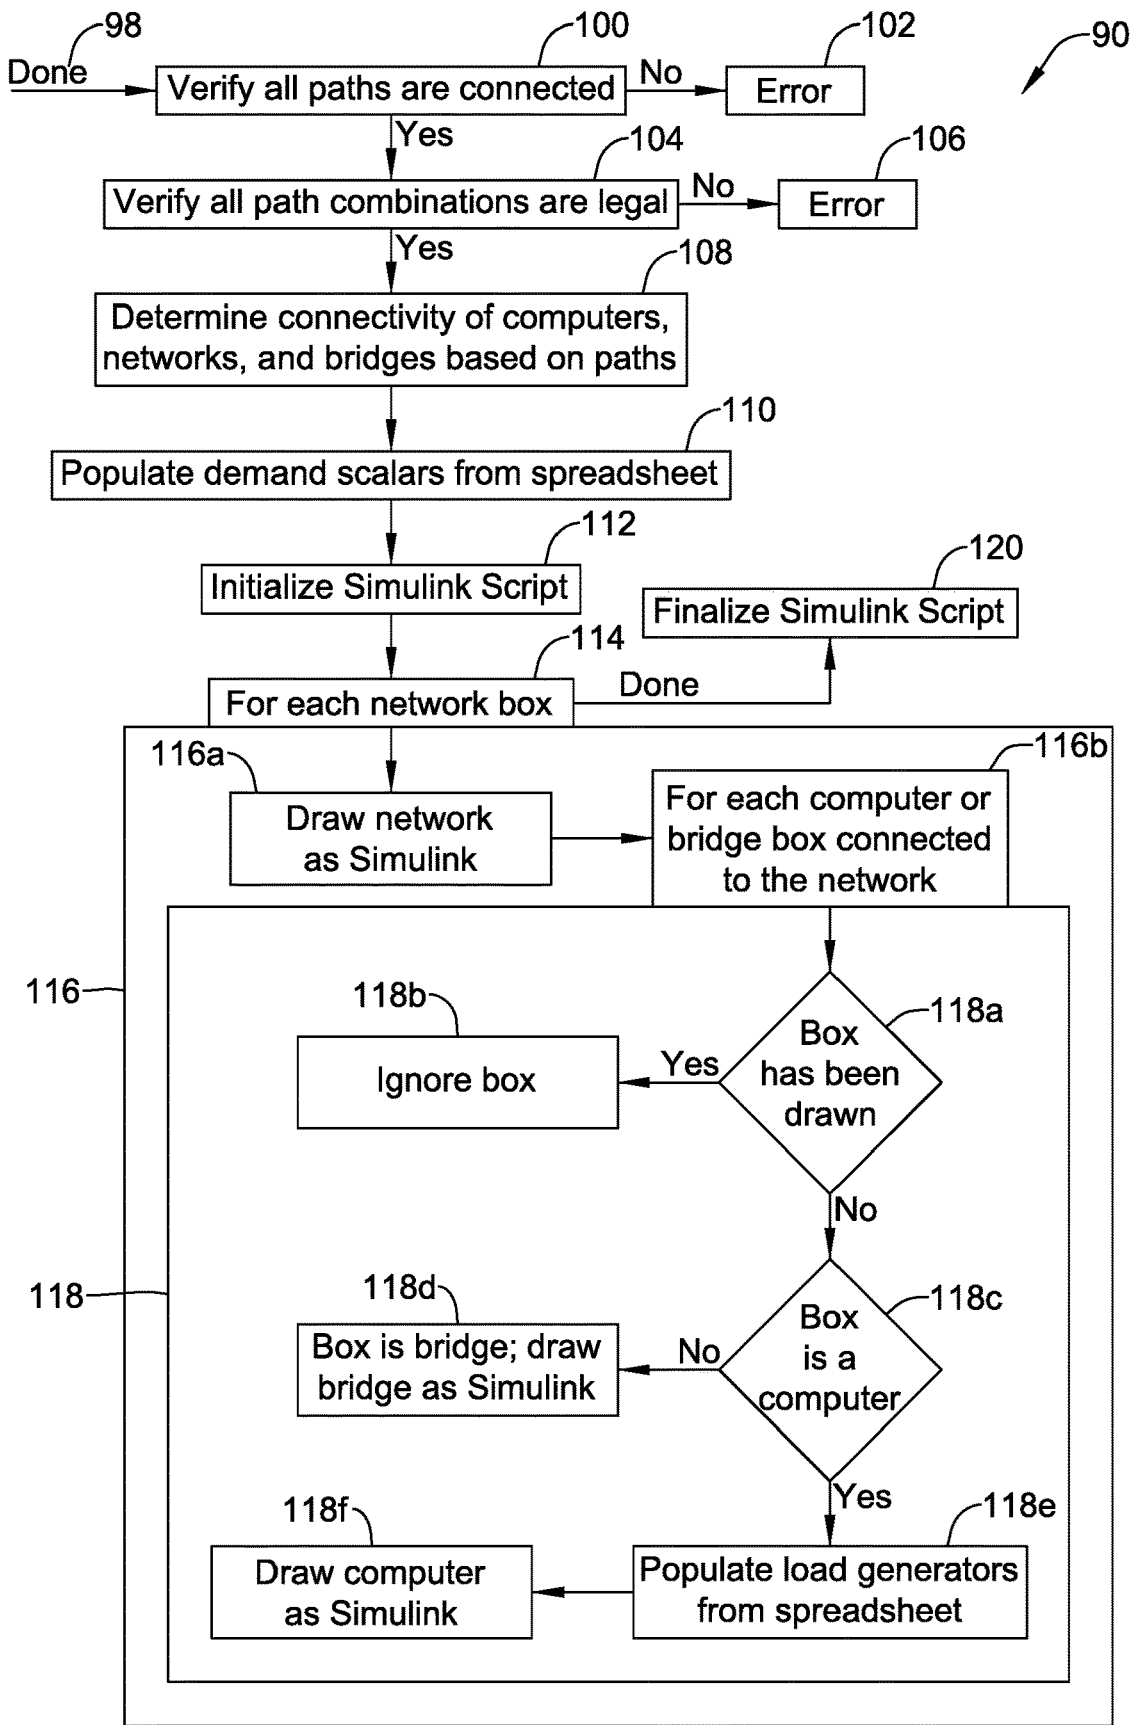 98
100
102
90
Done
Verify all paths are connected
No
Error
Yes
104
106
Verify all path combinations are legal
No
Error
Yes
108
Determine connectivity of computers,
networks, and bridges based on paths
110
Populate demand scalars from spreadsheet
112
120
Initialize Simulink Script
Finalize Simulink Script
114
For each network box
Done
116a
116b
Draw network
as Simulink
For each computer or
bridge box connected
to the network
116
118b
118a
Ignore box
Yes
Box
has been
drawn
No
118
118d
118c
Box is bridge; draw
bridge as Simulink
No
Box
is a
computer
Yes
118f
118e
Draw computer
as Simulink
Populate load generators
from spreadsheet